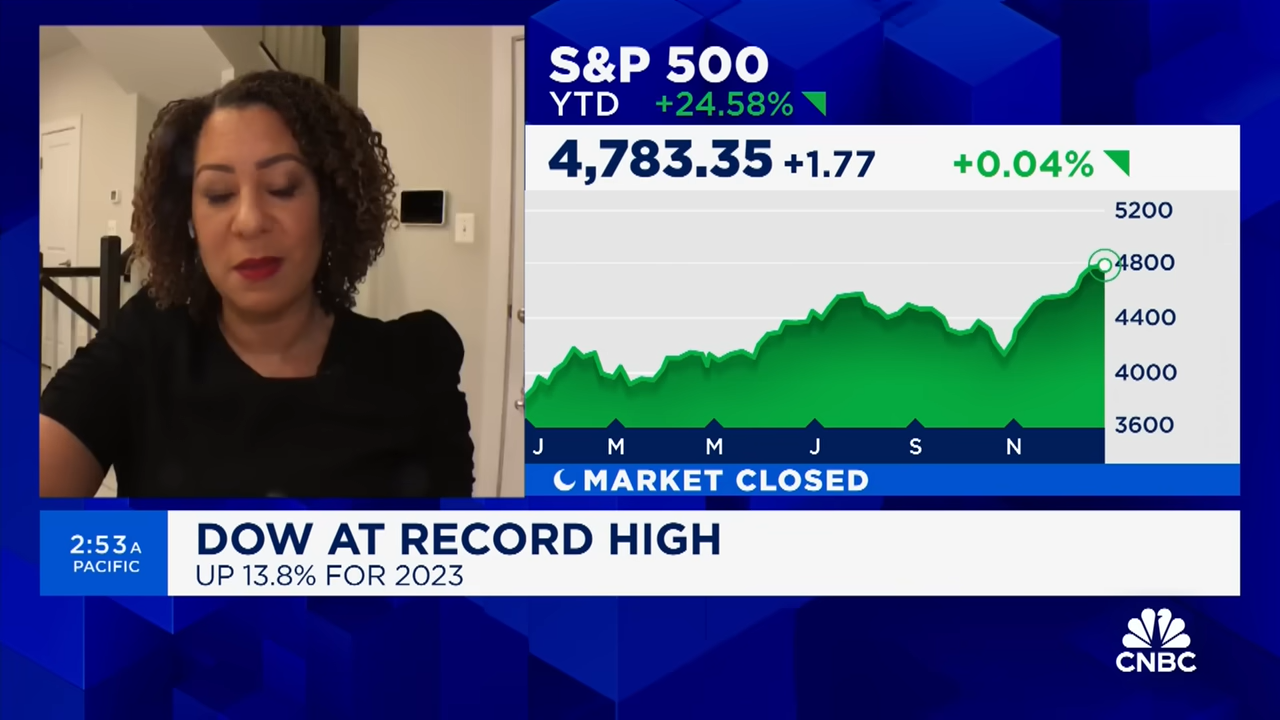 S&P 500
YTD +24.58%
4,783.35 +1.77 +0.04%
5200
4800
4400
4000
3600
J M M J S N
MARKET CLOSED
2:53A
PACIFIC
DOW AT RECORD HIGH
UP 13.8% FOR 2023
CNBC